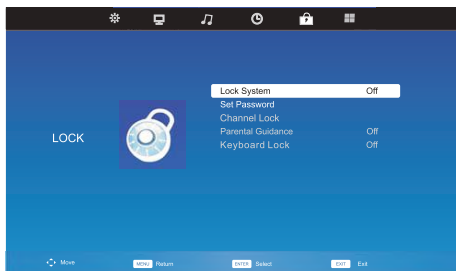 Lock System Off
Set Password
Channel Lock
Parental Guidance Off
Keyboard Lock Off
LOCK
Move MENU Return ENTER Select EXIT Exit